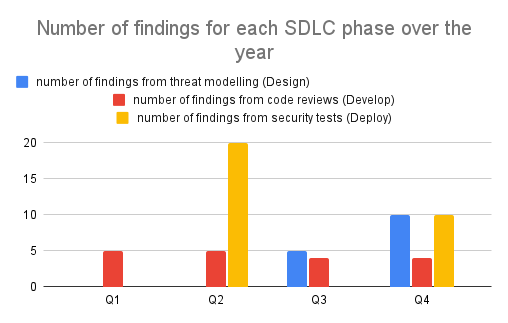 Number of findings for each SDLC phase over the
year
number of findings from threat modelling (Design)
number of findings from code reviews (Develop)
number of findings from security tests (Deploy)
20
15
10
5
0
Q1 Q2 Q3 Q4